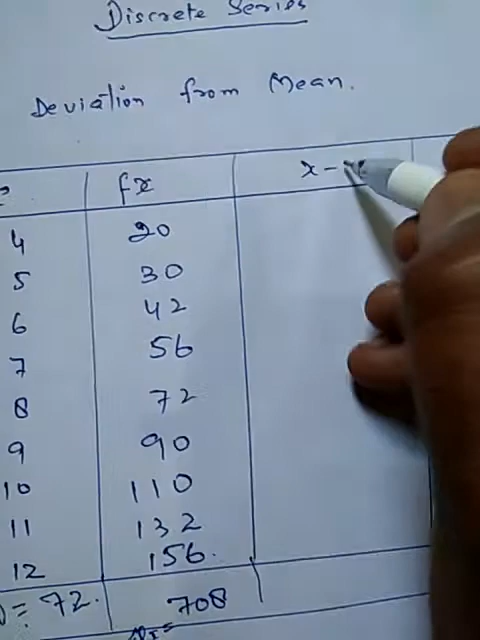 Discrete Series
Deviation from Mean.
fx x -
4 20
5 30
6 42
7 56
8 72
9 90
10 110
11 132
12 156.
= 72. 708